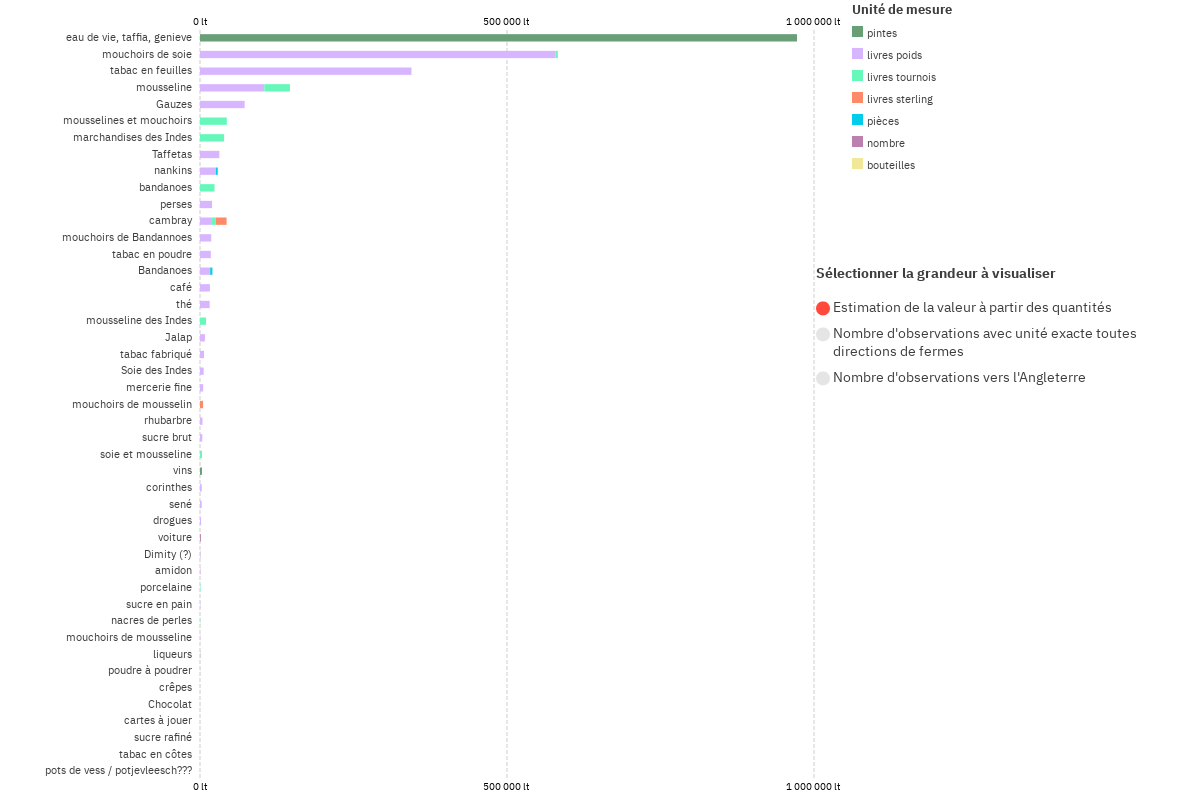 0 lt
500 000 lt
1 000 000 lt
eau de vie, taffia, genieve
mouchoirs de soie
tabac en feuilles
mousseline
Gauzes
mousselines et mouchoirs
marchandises des Indes
Taffetas
nankins
bandanoes
perses
cambray
mouchoirs de Bandannoes
tabac en poudre
Bandanoes
café
thé
mousseline des Indes
Jalap
tabac fabriqué
Soie des Indes
mercerie fine
mouchoirs de mousselin
rhubarbre
sucre brut
soie et mousseline
vins
corinthes
sené
drogues
voiture
Dimity (?)
amidon
porcelaine
sucre en pain
nacres de perles
mouchoirs de mousseline
liqueurs
poudre à poudrer
crêpes
Chocolat
cartes à jouer
sucre rafiné
tabac en côtes
pots de vess / potjevleesch???
0 lt
500 000 lt
1 000 000 lt
Unité de mesure
pintes
livres poids
livres tournois
livres sterling
pièces
nombre
bouteilles
Sélectionner la grandeur à visualiser
Estimation de la valeur à partir des quantités
Nombre d'observations avec unité exacte toutes
directions de fermes
Nombre d'observations vers l'Angleterre